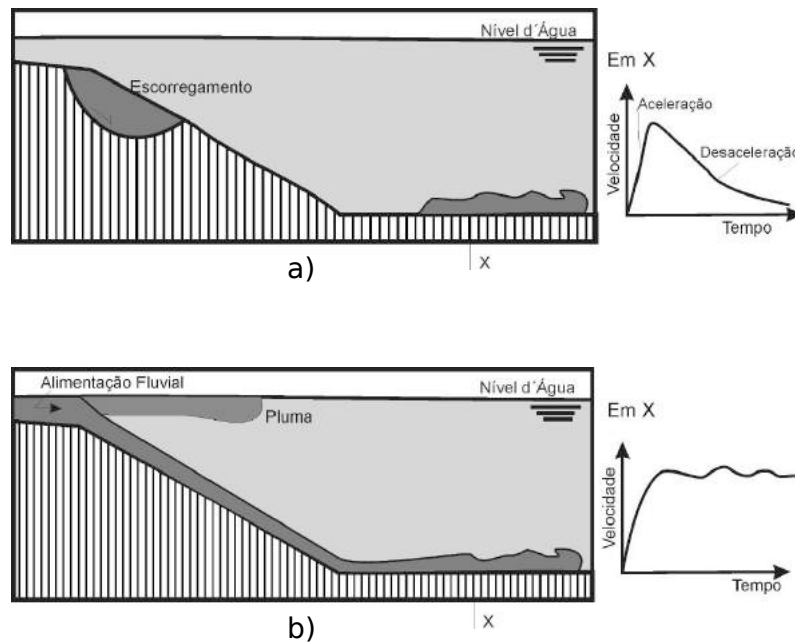 Nível d´Água
Escorregamento
X
a)
Em X
Aceleração
Desaceleração
Velocidade
Tempo
Alimentação Fluvial
Nível d´Água
Pluma
X
b)
Em X
Velocidade
Tempo